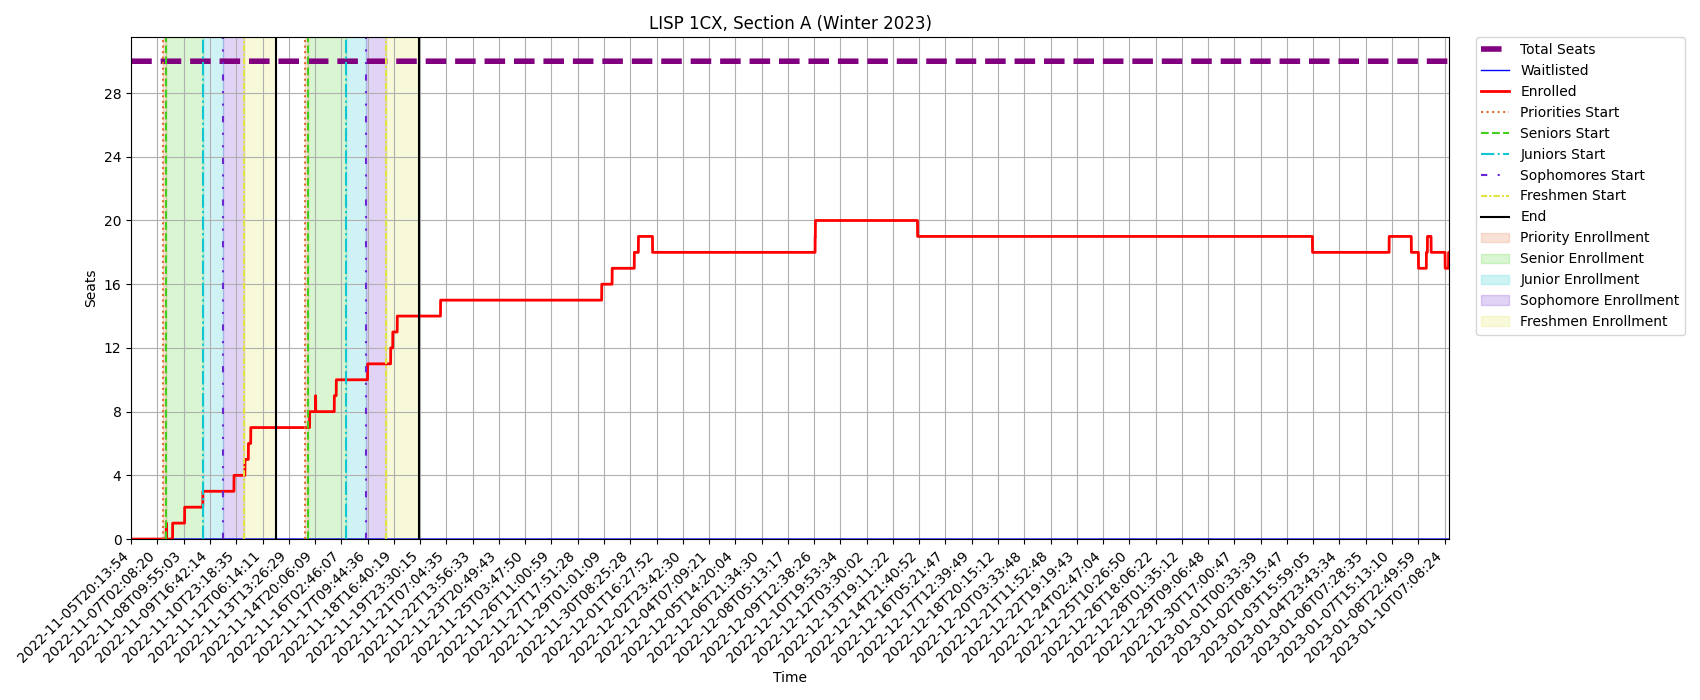 LISP 1CX, Section A (Winter 2023)
Total Seats
Waitlisted
Enrolled
Priorities Start
Seniors Start
Juniors Start
Sophomores Start
Freshmen Start
End
Priority Enrollment
Senior Enrollment
Junior Enrollment
Sophomore Enrollment
Freshmen Enrollment
Seats
28
24
20
16
12
8
4
0
2022-11-05T20:13:54
2022-11-07T02:08:20
2022-11-08T09:55:03
2022-11-09T16:42:14
2022-11-10T23:18:35
2022-11-12T06:14:11
2022-11-13T13:26:29
2022-11-14T20:06:09
2022-11-16T02:46:07
2022-11-17T09:44:36
2022-11-18T16:40:19
2022-11-19T23:30:15
2022-11-21T07:04:35
2022-11-22T13:56:33
2022-11-23T20:49:43
2022-11-25T03:47:50
2022-11-26T11:00:59
2022-11-27T17:51:28
2022-11-29T01:01:09
2022-11-30T08:25:28
2022-12-01T16:27:52
2022-12-02T23:42:30
2022-12-04T07:09:21
2022-12-05T14:20:04
2022-12-06T21:34:30
2022-12-08T05:13:17
2022-12-09T12:38:26
2022-12-10T19:53:34
2022-12-12T03:30:02
2022-12-13T19:11:22
2022-12-14T21:40:52
2022-12-16T05:21:47
2022-12-17T12:39:49
2022-12-18T20:15:12
2022-12-20T03:33:48
2022-12-21T11:52:48
2022-12-22T19:19:43
2022-12-24T02:47:04
2022-12-25T10:26:50
2022-12-26T18:06:22
2022-12-28T01:35:12
2022-12-29T09:06:48
2022-12-30T17:00:47
2023-01-01T00:33:39
2023-01-02T08:15:47
2023-01-03T15:59:05
2023-01-04T23:43:34
2023-01-06T07:28:35
2023-01-07T15:13:10
2023-01-08T22:49:59
2023-01-10T07:08:24
Time